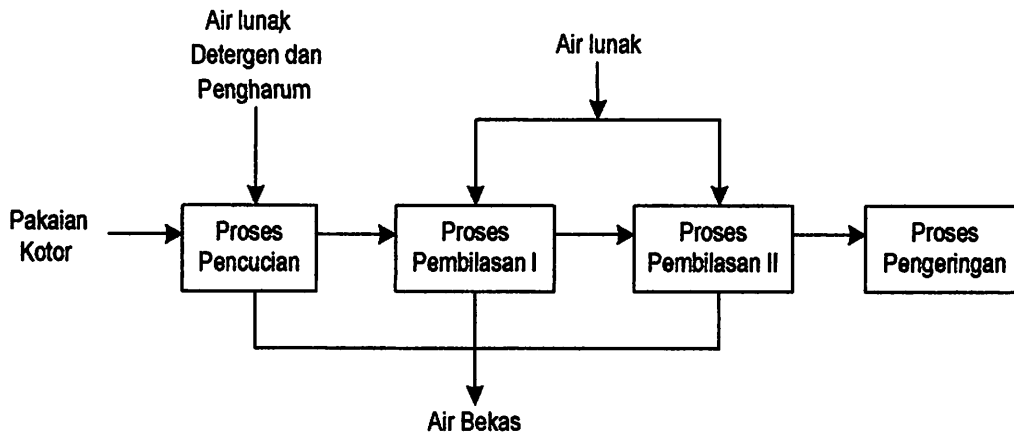 Air lunak
Detergen dan
Pengharum
Air lunak
Pakaian
Kotor
Proses
Pencucian
Proses
Pembilasan I
Proses
Pembilasan II
Proses
Pengeringan
Air Bekas